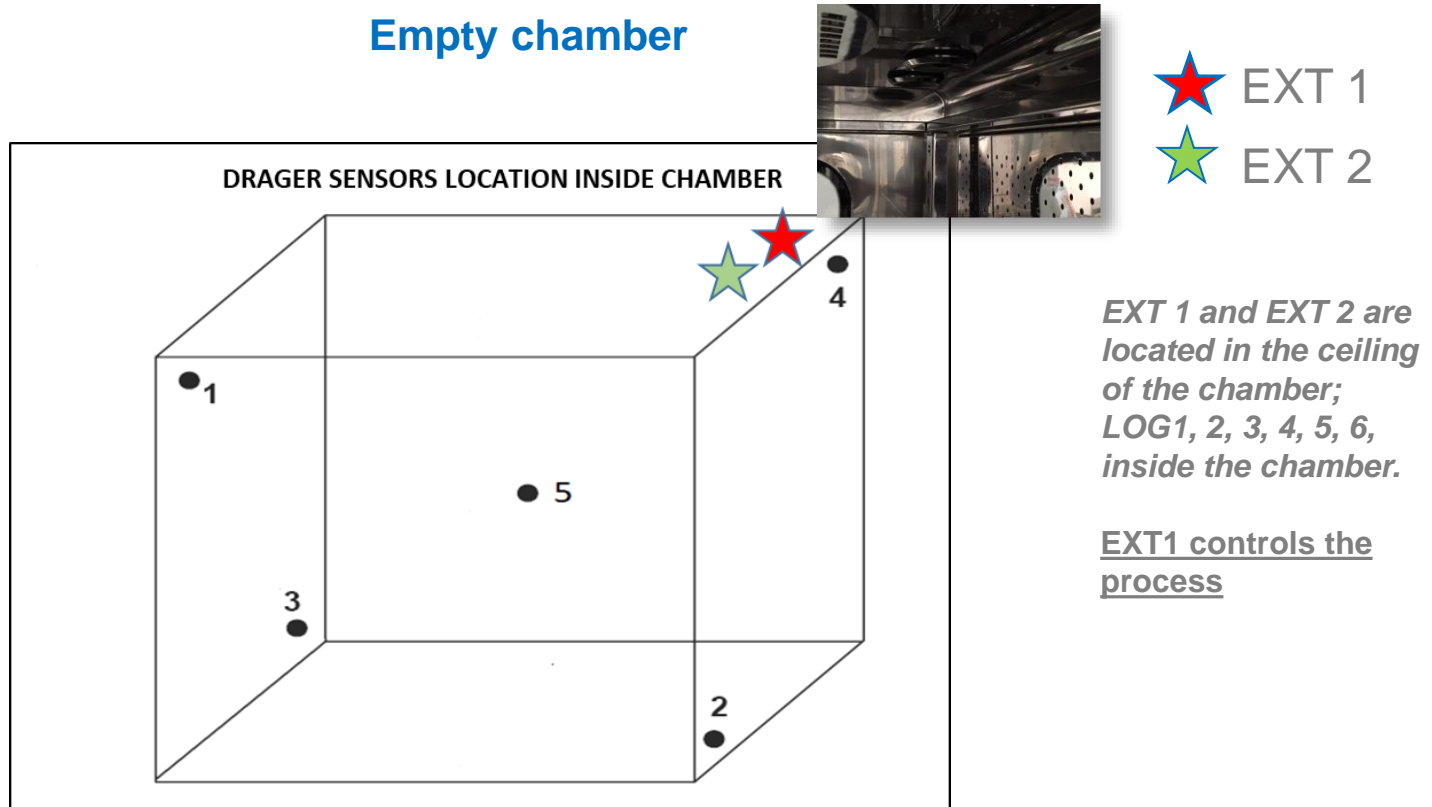 Empty chamber
EXT 1
EXT 2
DRAGER SENSORS LOCATION INSIDE CHAMBER
4
1
5
3
2
EXT 1 and EXT 2 are
located in the ceiling
of the chamber;
LOG1, 2, 3, 4, 5, 6,
inside the chamber.
EXT1 controls the
process